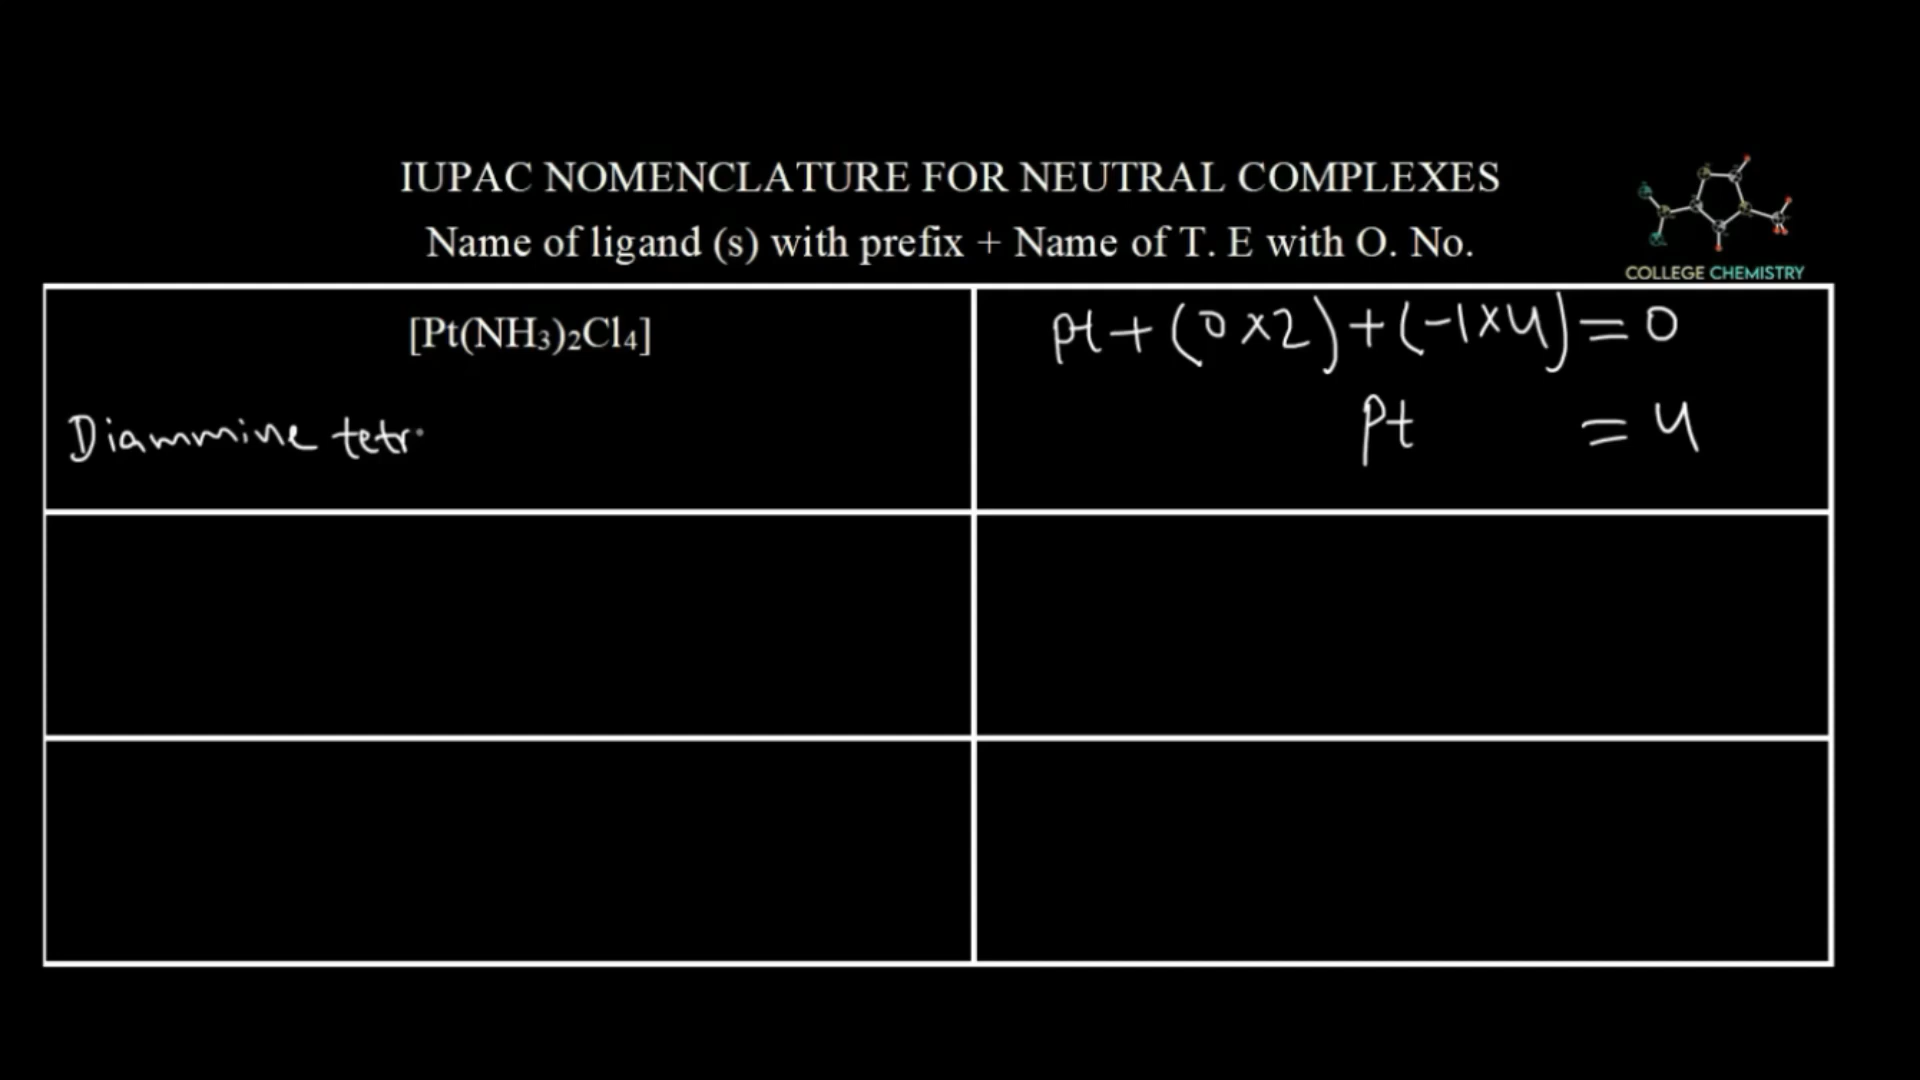 IUPAC NOMENCLATURE FOR NEUTRAL COMPLEXES
Name of ligand (s) with prefix + Name of T. E with O. No.
COLLEGE CHEMISTRY
[Pt(NH₃)₂Cl₄]
Pt + (0×2) + (-1×4) = 0
Pt = 4
Diammine tetr